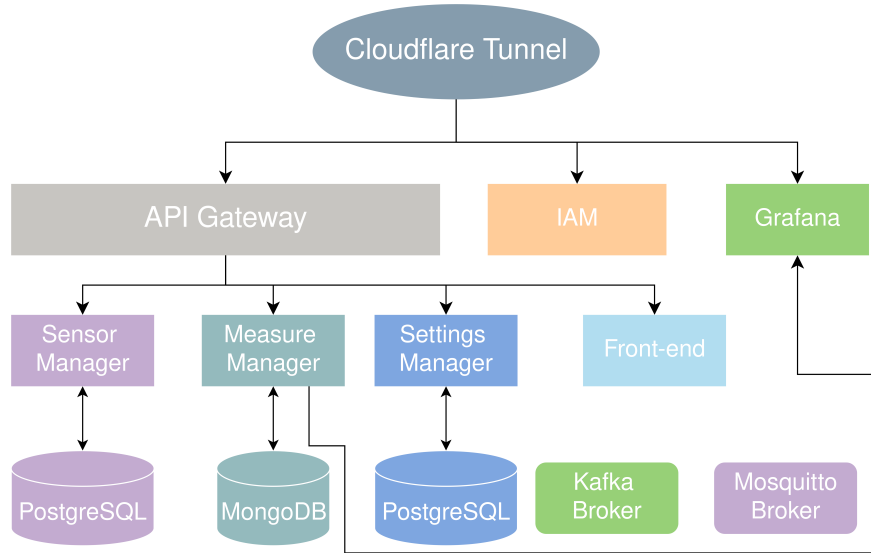 Cloudflare Tunnel
API Gateway
IAM
Grafana
Sensor
Manager
Measure
Manager
Settings
Manager
Front-end
PostgreSQL
MongoDB
PostgreSQL
Kafka
Broker
Mosquitto
Broker